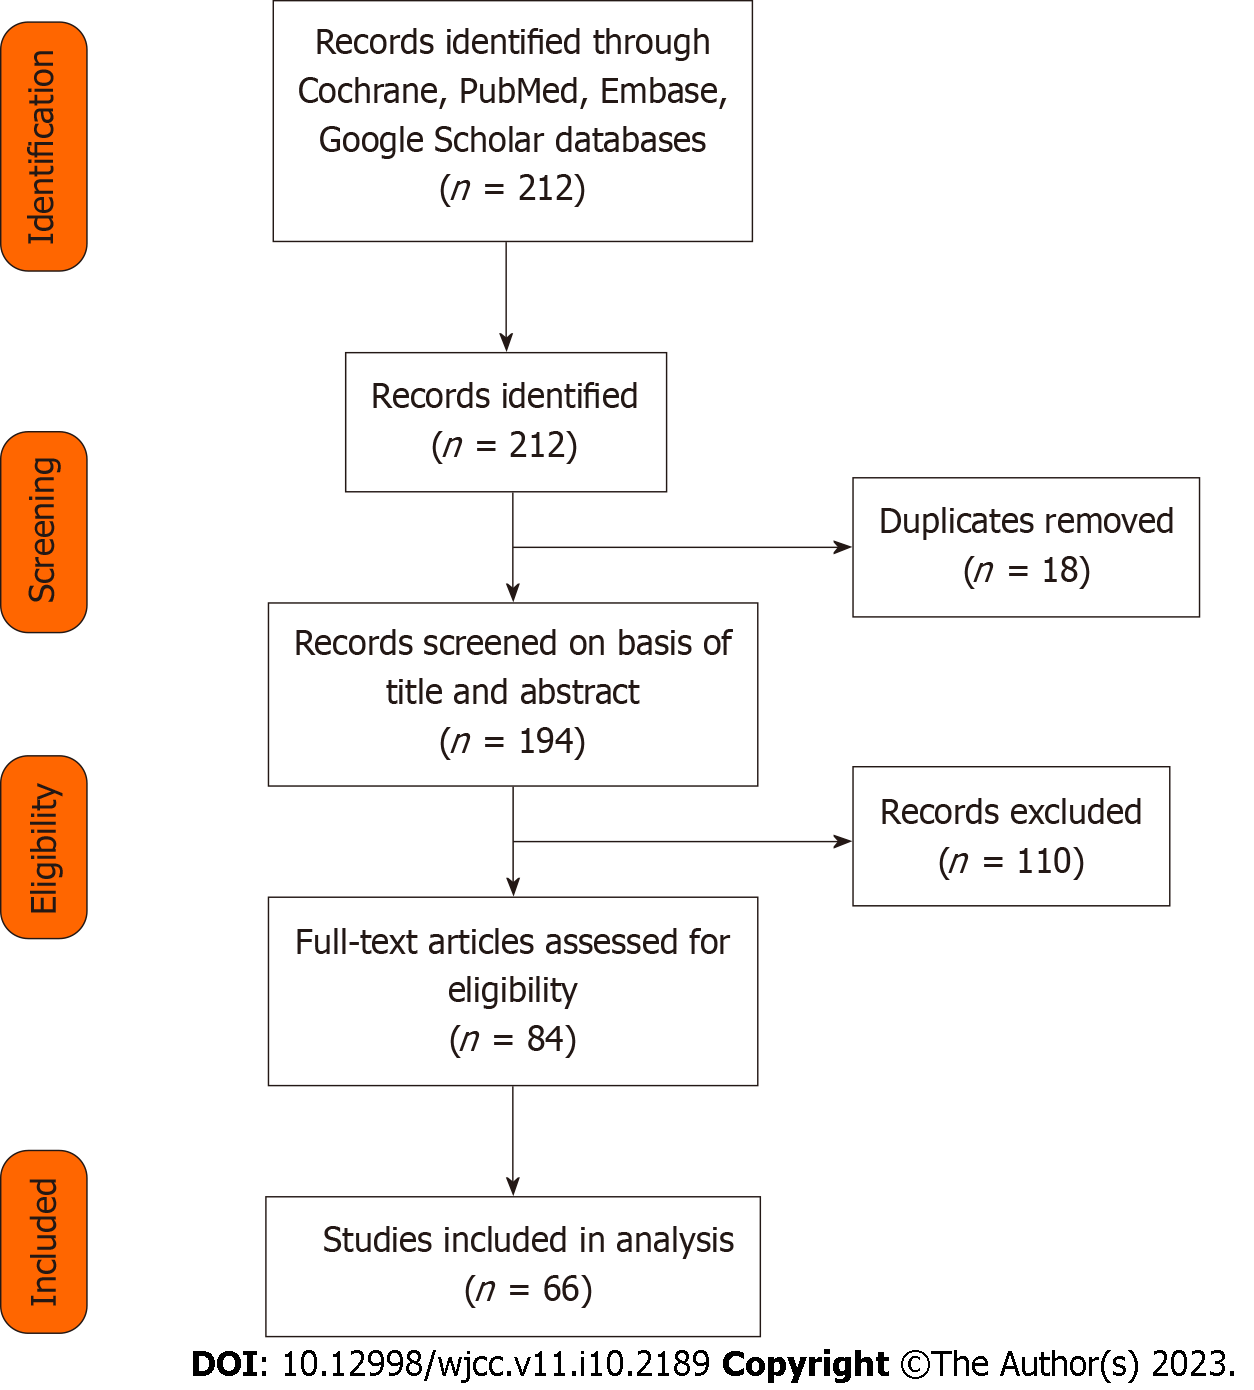 Identification
Records identified through
Cochrane, PubMed, Embase,
Google Scholar databases
(n = 212)
Records identified
(n = 212)
Screening
Duplicates removed
(n = 18)
Records screened on basis of
title and abstract
(n = 194)
Eligibility
Records excluded
(n = 110)
Full-text articles assessed for
eligibility
(n = 84)
Included
Studies included in analysis
(n = 66)
DOI: 10.12998/wjcc.v11.i10.2189 Copyright ©The Author(s) 2023.